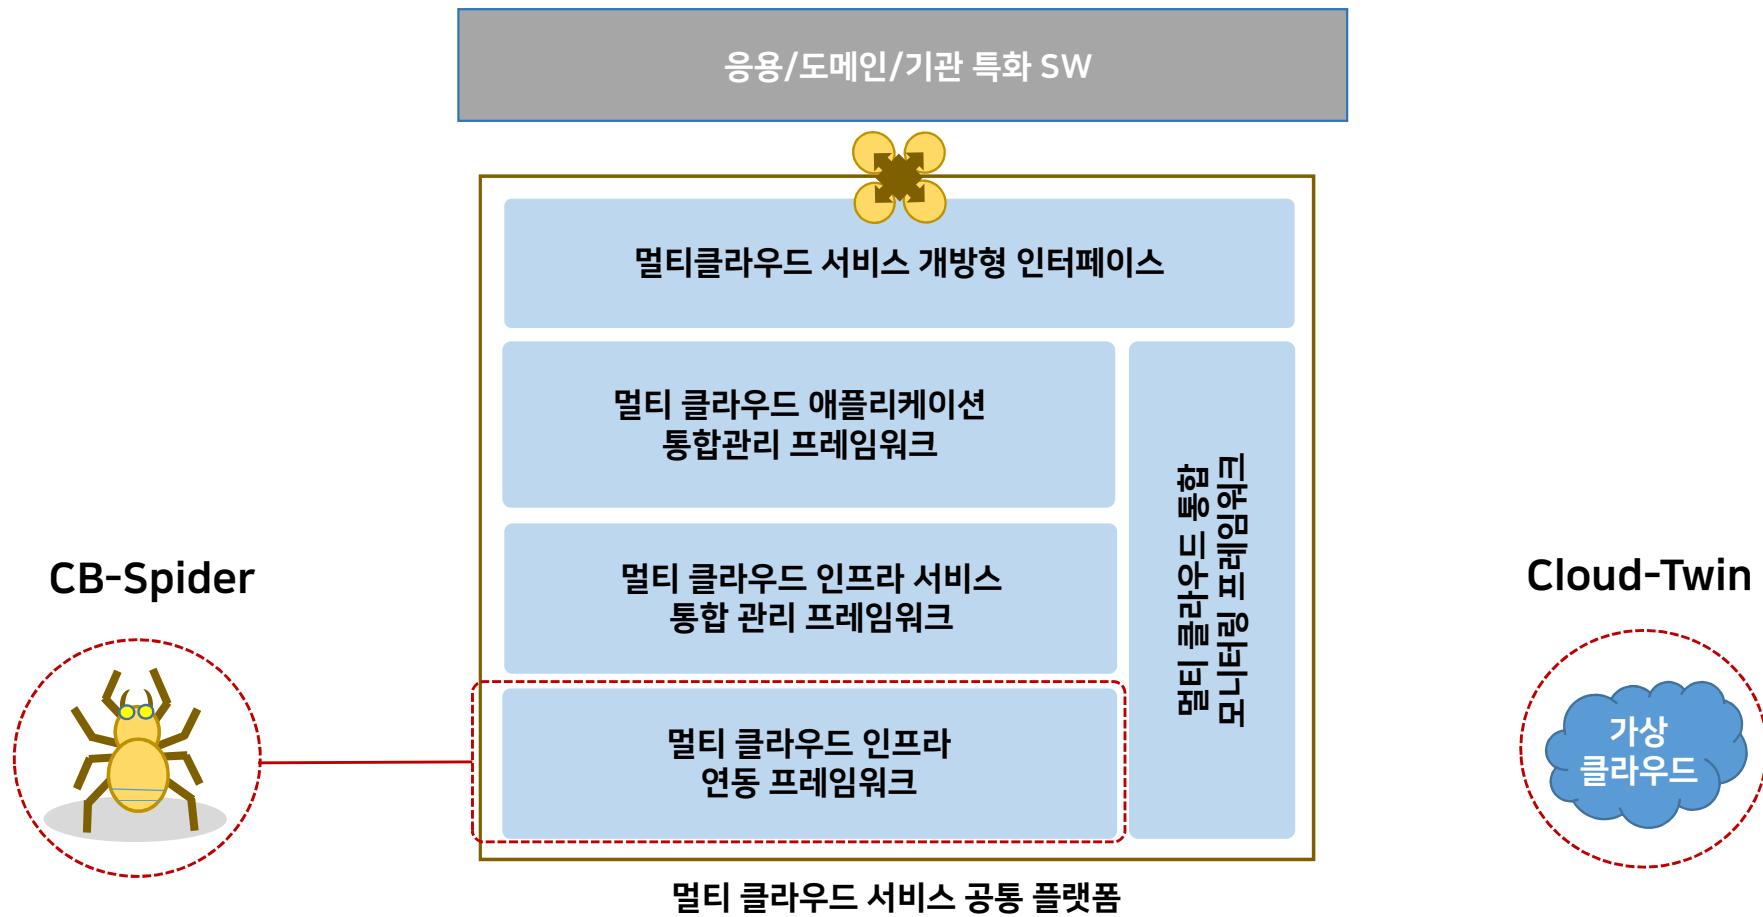 응용/도메인/기관 특화 SW
멀티클라우드 서비스 개방형 인터페이스
멀티 클라우드 애플리케이션
통합관리 프레임워크
멀티 클라우드 통합
모니터링 프레임워크
멀티 클라우드 인프라 서비스
통합 관리 프레임워크
CB-Spider
Cloud-Twin
멀티 클라우드 인프라
연동 프레임워크
가상
클라우드
멀티 클라우드 서비스 공통 플랫폼